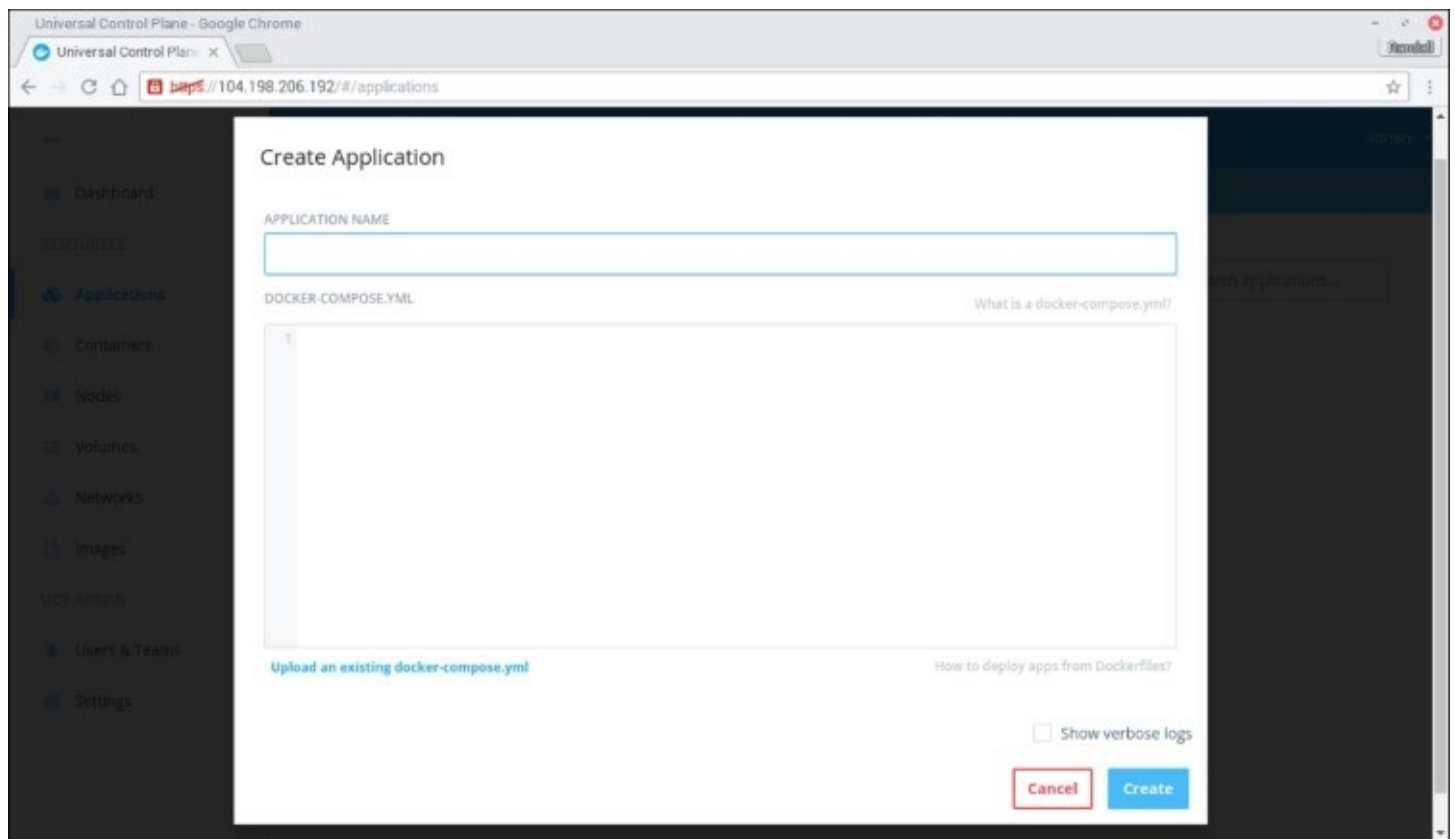 Universal Control Plane - Google Chrome
Universal Control Plan
https://104.198.206.192/#/applications
admin
Create Application
Dashboard
APPLICATION NAME
RESOURCES
Applications
arch applications...
DOCKER-COMPOSE.YML
What is a docker-compose.yml?
1
Containers
Nodes
Volumes
Networks
Images
UCP ADMIN
Users & Teams
Upload an existing docker-compose.yml
How to deploy apps from Dockerfiles?
Settings
Show verbose logs
Cancel
Create